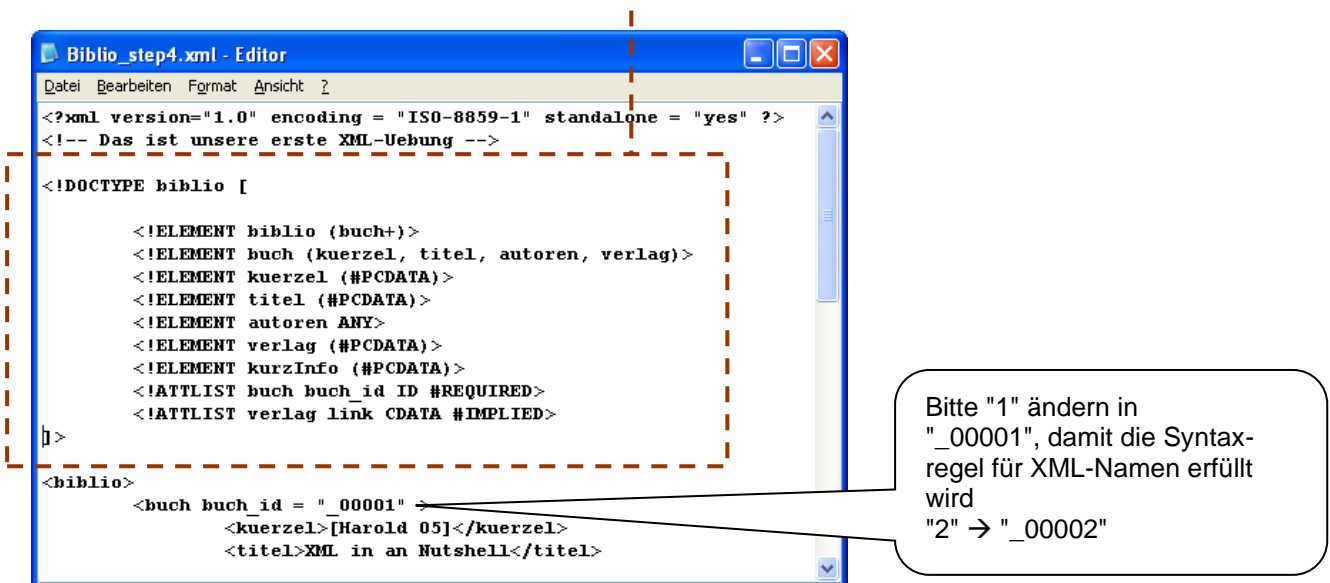 Biblio_step4.xml - Editor
Datei Bearbeiten Format Ansicht ?
<?xml version="1.0" encoding = "ISO-8859-1" standalone = "yes" ?>
<!-- Das ist unsere erste XML-Uebung -->
<!DOCTYPE biblio [
<!ELEMENT biblio (buch+)>
<!ELEMENT buch (kuerzel, titel, autoren, verlag)>
<!ELEMENT kuerzel (#PCDATA)>
<!ELEMENT titel (#PCDATA)>
<!ELEMENT autoren ANY>
<!ELEMENT verlag (#PCDATA)>
<!ELEMENT kurzInfo (#PCDATA)>
<!ATTLIST buch buch_id ID #REQUIRED>
<!ATTLIST verlag link CDATA #IMPLIED>
]>
<biblio>
<buch buch_id = "_00001" >
<kuerzel>[Harold 05]</kuerzel>
<titel>XML in an Nutshell</titel>
Bitte "1" ändern in
"_00001", damit die Syntax-
regel für XML-Namen erfüllt
wird
"2" → "_00002"